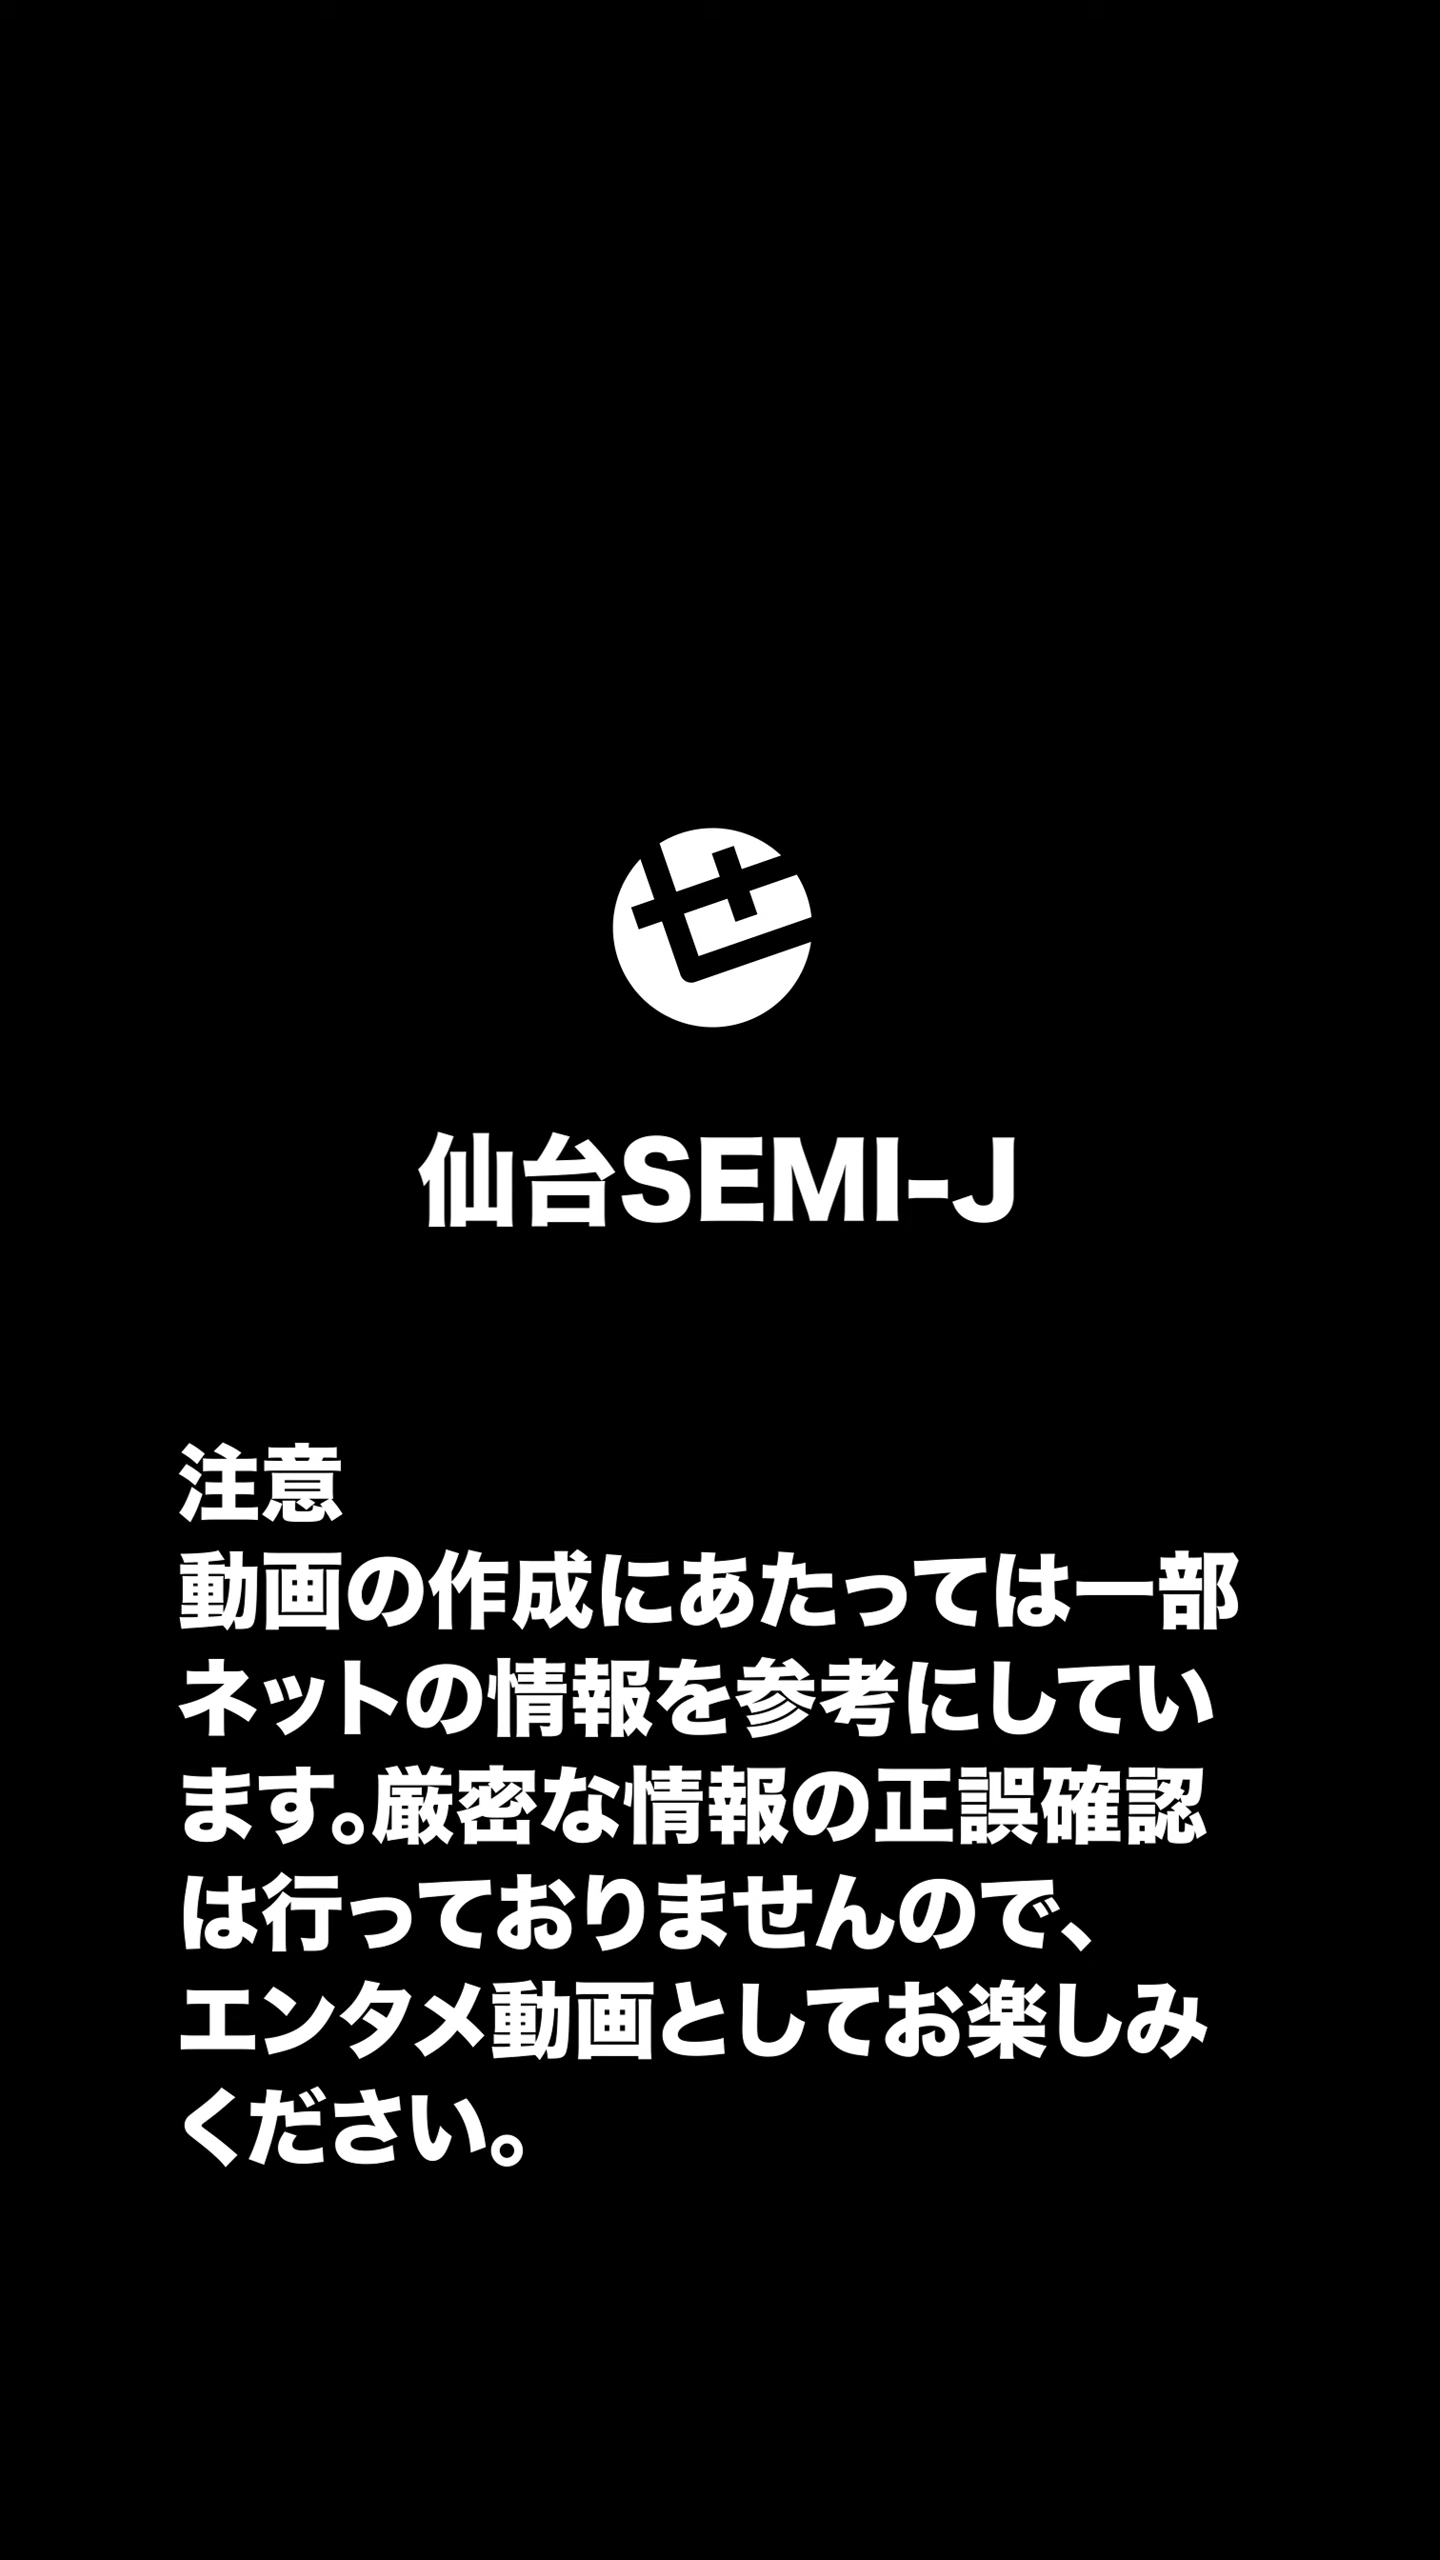 せ
仙台SEMI-J
注意
動画の作成にあたっては一部
ネットの情報を参考にしてい
ます。厳密な情報の正誤確認
は行っておりませんので、
エンタメ動画としてお楽しみ
ください。